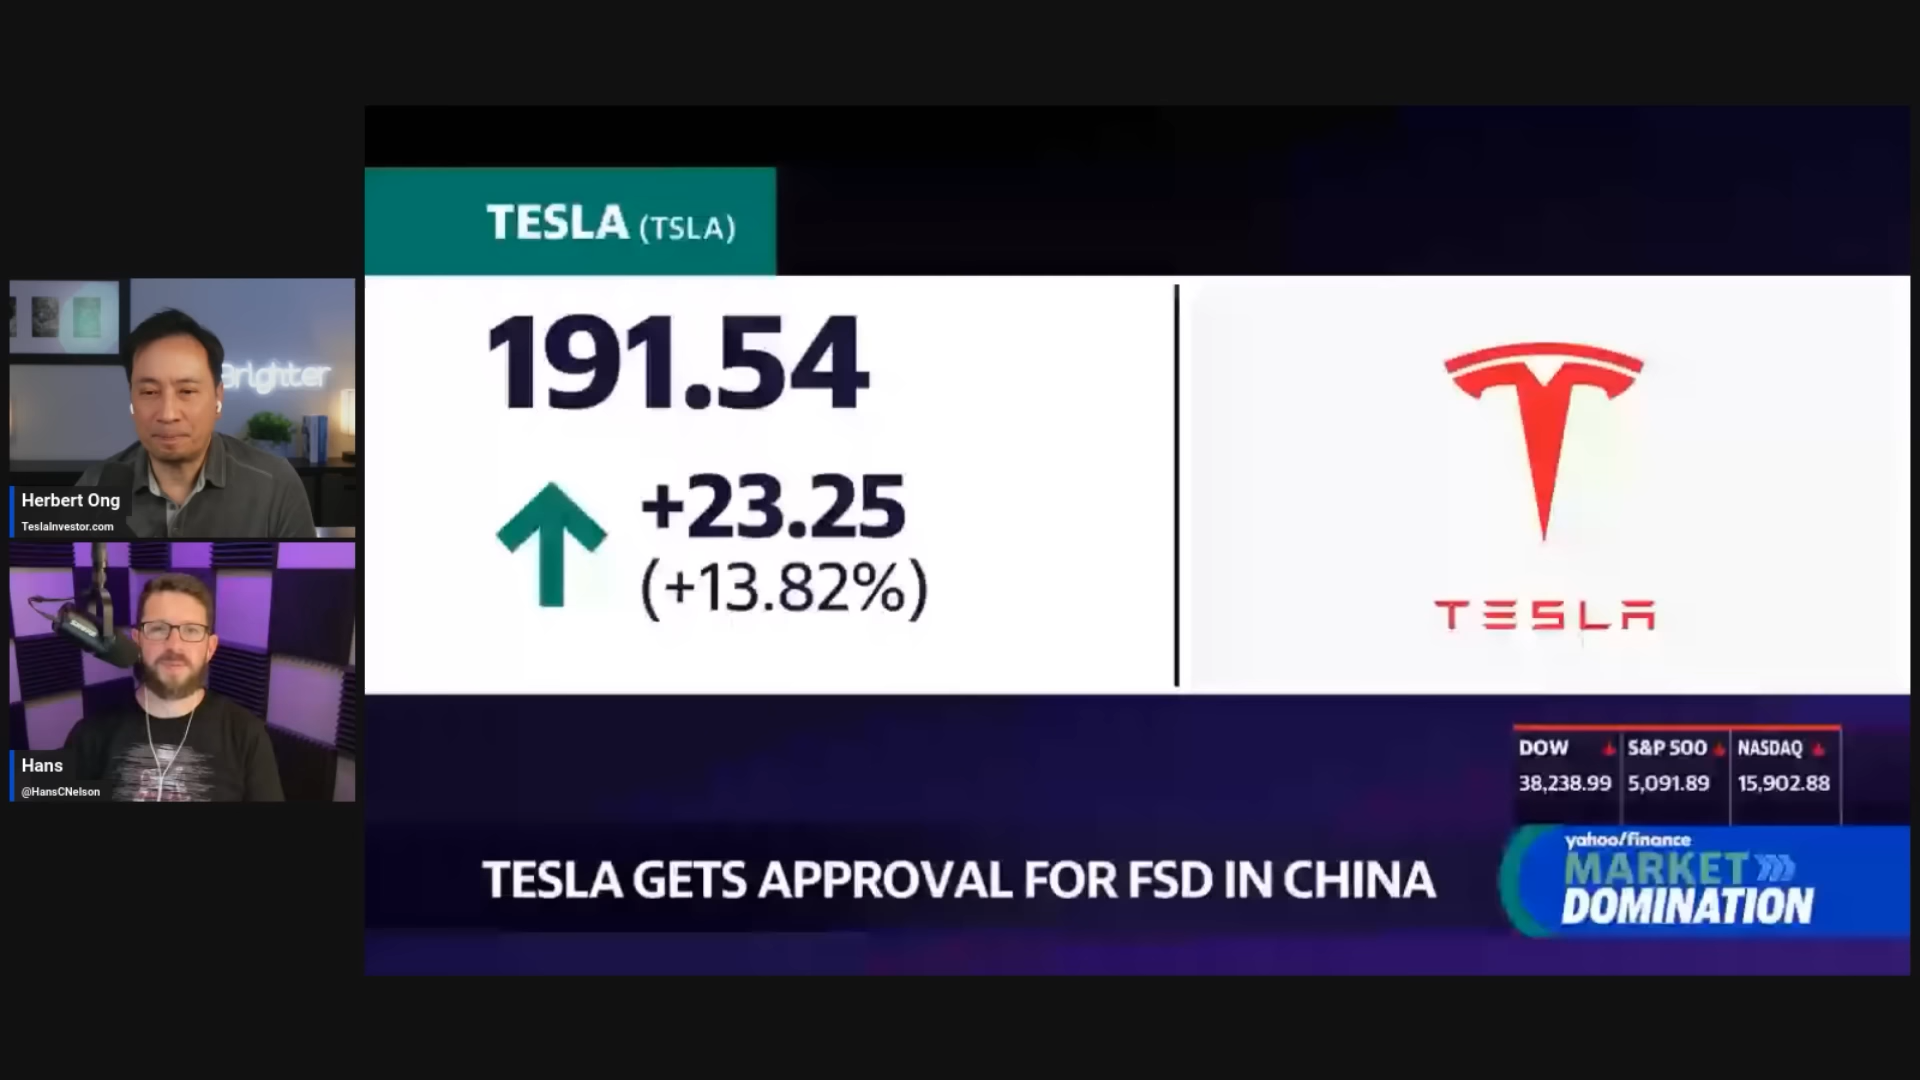 TESLA (TSLA)
191.54
+23.25
(+13.82%)
TESLA
Brighter
Herbert Ong
TeslaInvestor.com
Hans
@HansCNelson
DOW S&P 500 NASDAQ
38,238.99 5,091.89 15,902.88
TESLA GETS APPROVAL FOR FSD IN CHINA
yahoo/finance
MARKET
DOMINATION